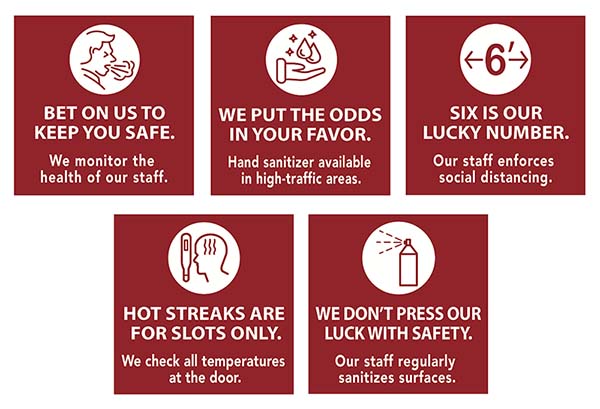 BET ON US TO
KEEP YOU SAFE.
We monitor the
health of our staff.
WE PUT THE ODDS
IN YOUR FAVOR.
Hand sanitizer available
in high-traffic areas.
6'
SIX IS OUR
LUCKY NUMBER.
Our staff enforces
social distancing.
HOT STREAKS ARE
FOR SLOTS ONLY.
We check all temperatures
at the door.
WE DON'T PRESS OUR
LUCK WITH SAFETY.
Our staff regularly
sanitizes surfaces.